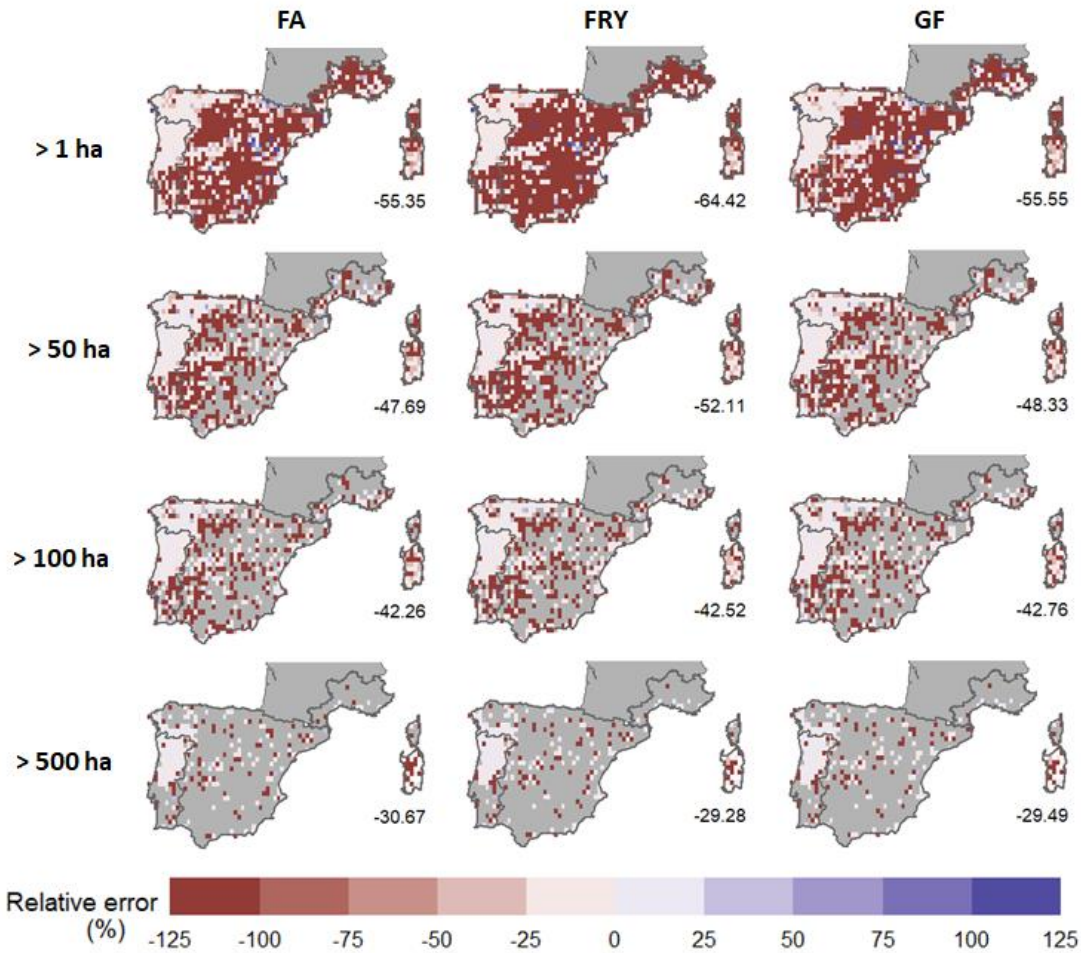 FA FRY GF
> 1 ha
-55.35 -64.42 -55.55
> 50 ha
-47.69 -52.11 -48.33
> 100 ha
-42.26 -42.52 -42.76
> 500 ha
-30.67 -29.28 -29.49
Relative error
(%)
-125 -100 -75 -50 -25 0 25 50 75 100 125